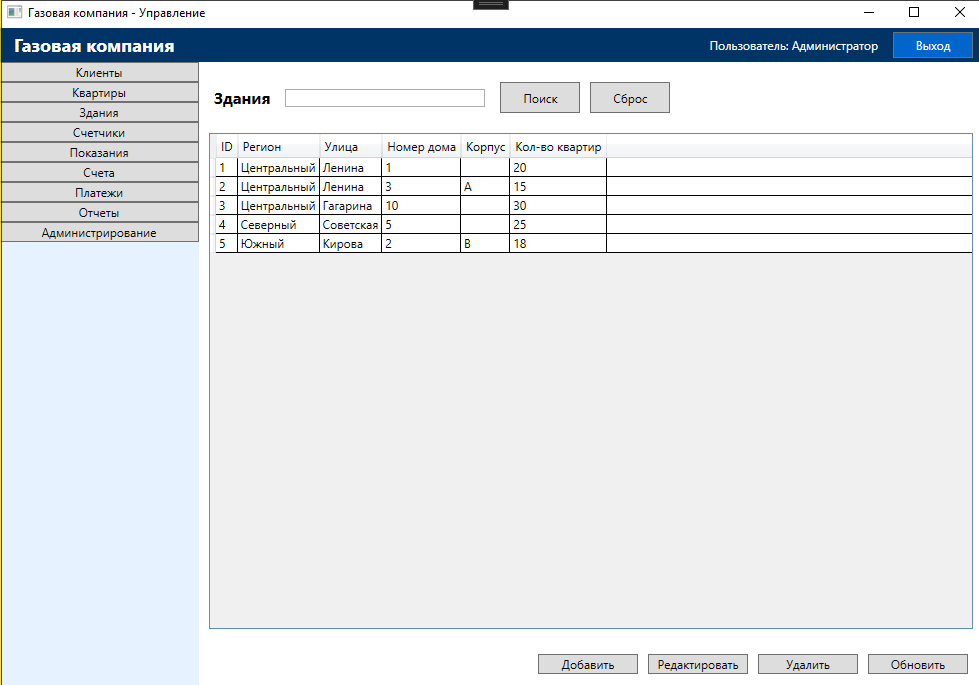 Газовая компания - Управление
Газовая компания
Пользователь: Администратор
Выход
Клиенты
Квартиры
Здания
Счетчики
Показания
Счета
Платежи
Отчеты
Администрирование
Здания
Поиск
Сброс
ID Регион Улица Номер дома Корпус Кол-во квартир
1 Центральный Ленина 1 20
2 Центральный Ленина 3 А 15
3 Центральный Гагарина 10 30
4 Северный Советская 5 25
5 Южный Кирова 2 В 18
Добавить
Редактировать
Удалить
Обновить